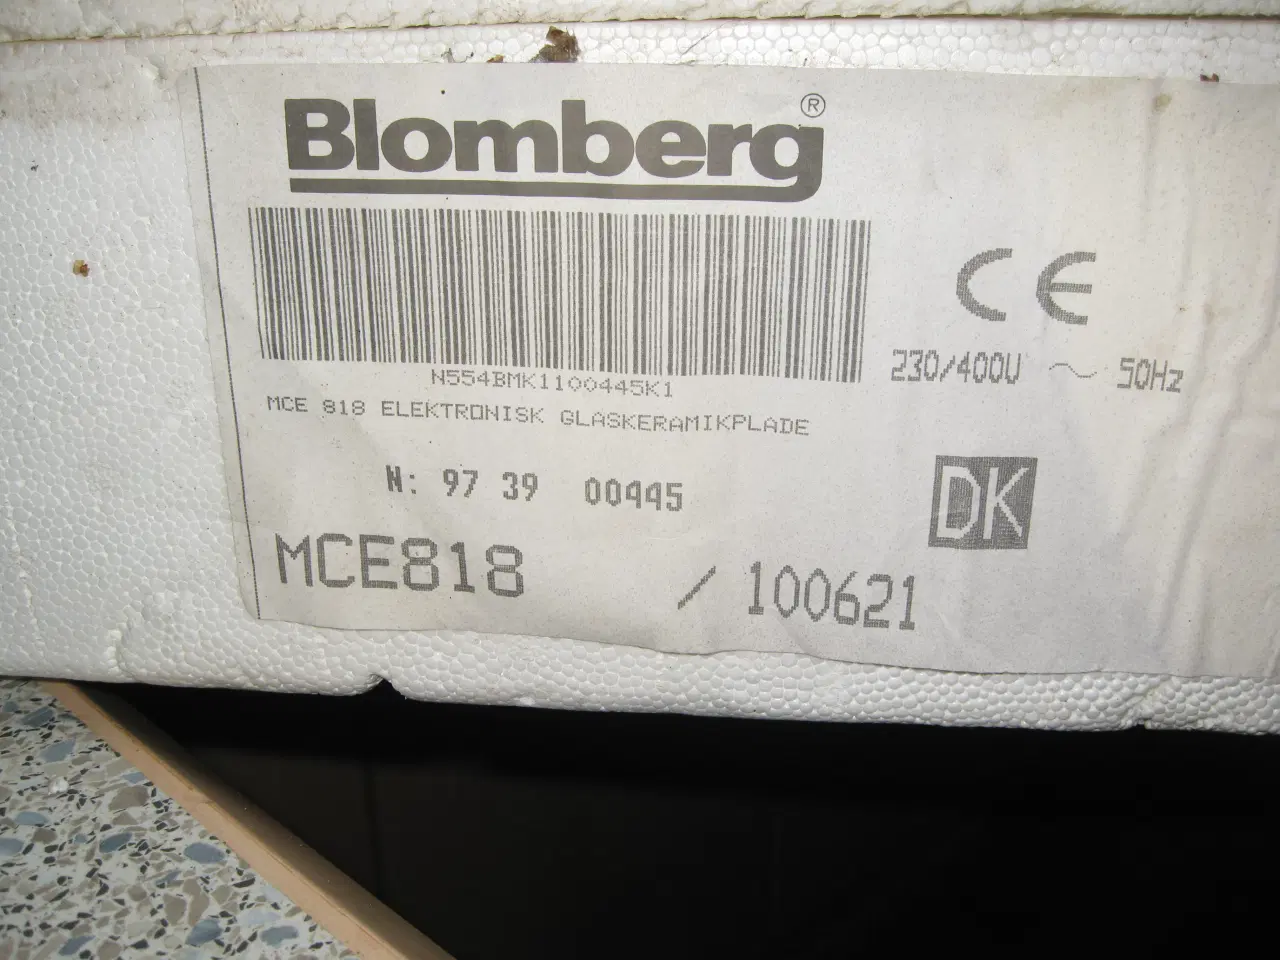 Blomberg®
N554BMK1100445K1
MCE 818 ELEKTRONISK GLASKERAMIKPLADE
CE
230/400V ~ 50Hz
N: 97 39 00445
DK
MCE818 / 100621